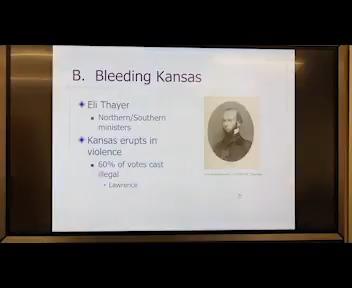 B. Bleeding Kansas
Eli Thayer
Northern/Southern
ministers
Kansas erupts in
violence
60% of votes cast
illegal
Lawrence